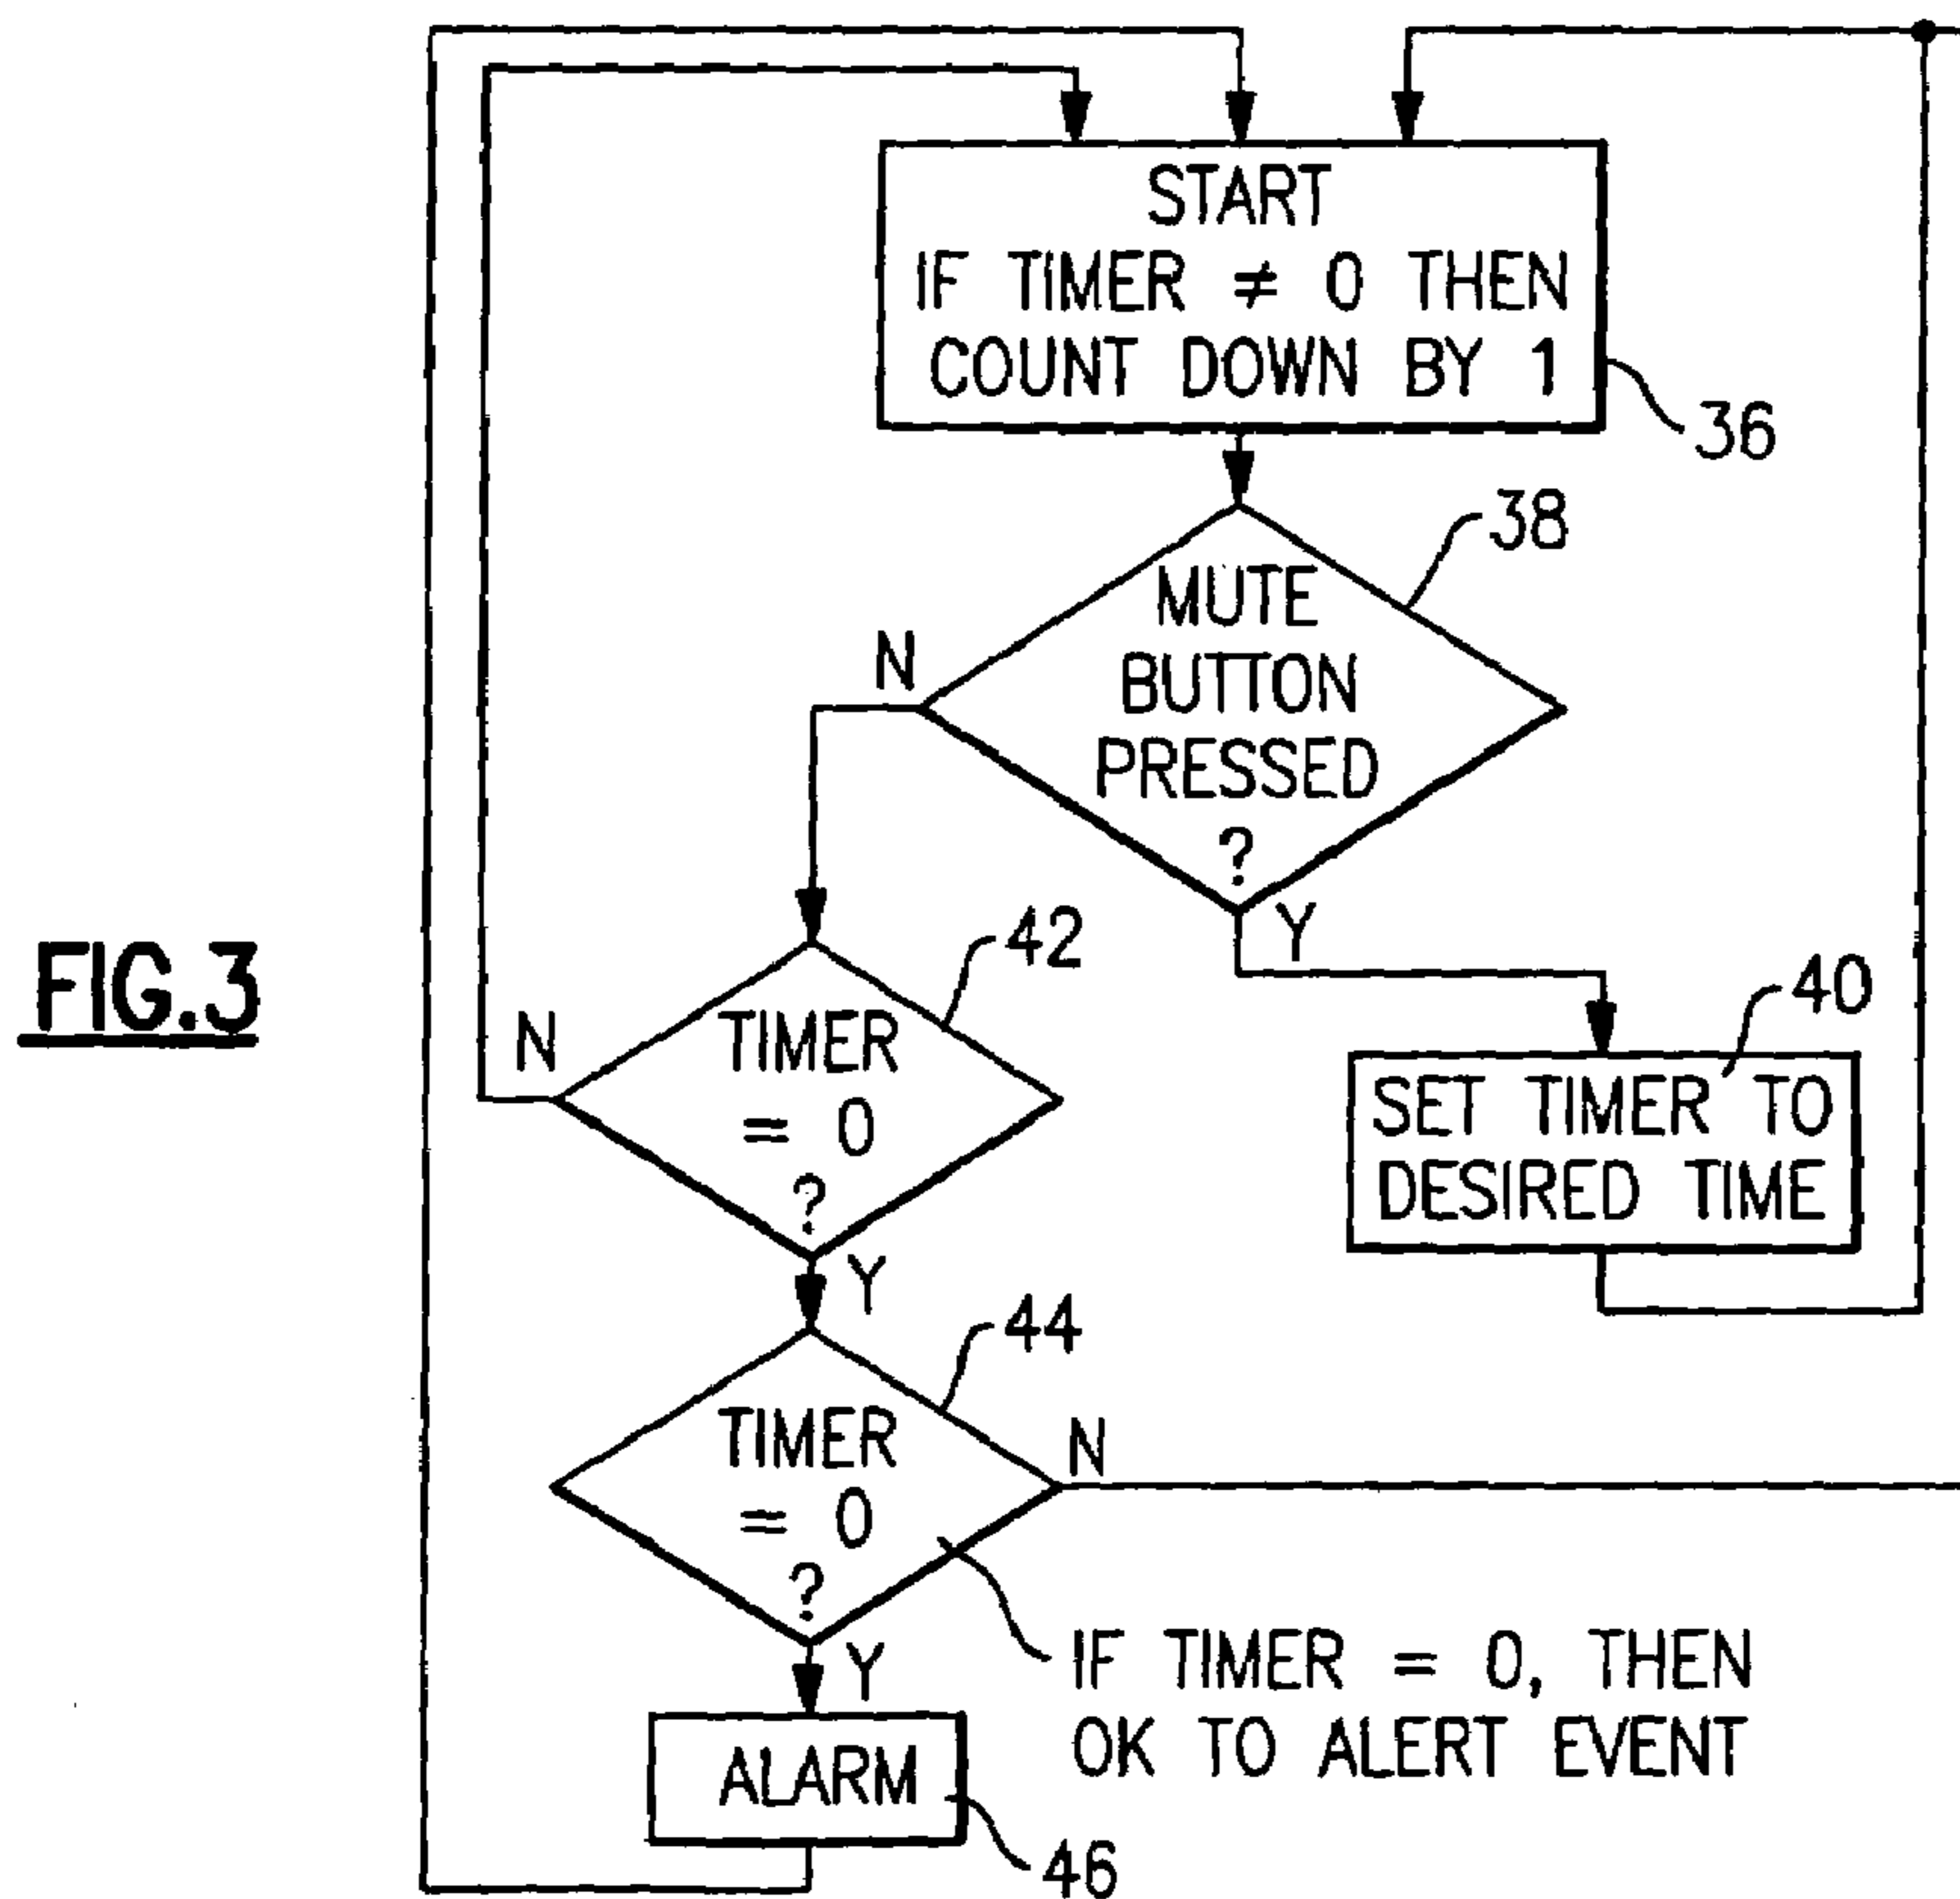 START
IF TIMER ≠ 0 THEN
COUNT DOWN BY 1
36
38
MUTE
BUTTON
PRESSED
?
N
Y
42
40
FIG.3
N
TIMER
= 0
?
Y
SET TIMER TO
DESIRED TIME
44
TIMER
= 0
?
N
Y
IF TIMER = 0, THEN
OK TO ALERT EVENT
ALARM
46